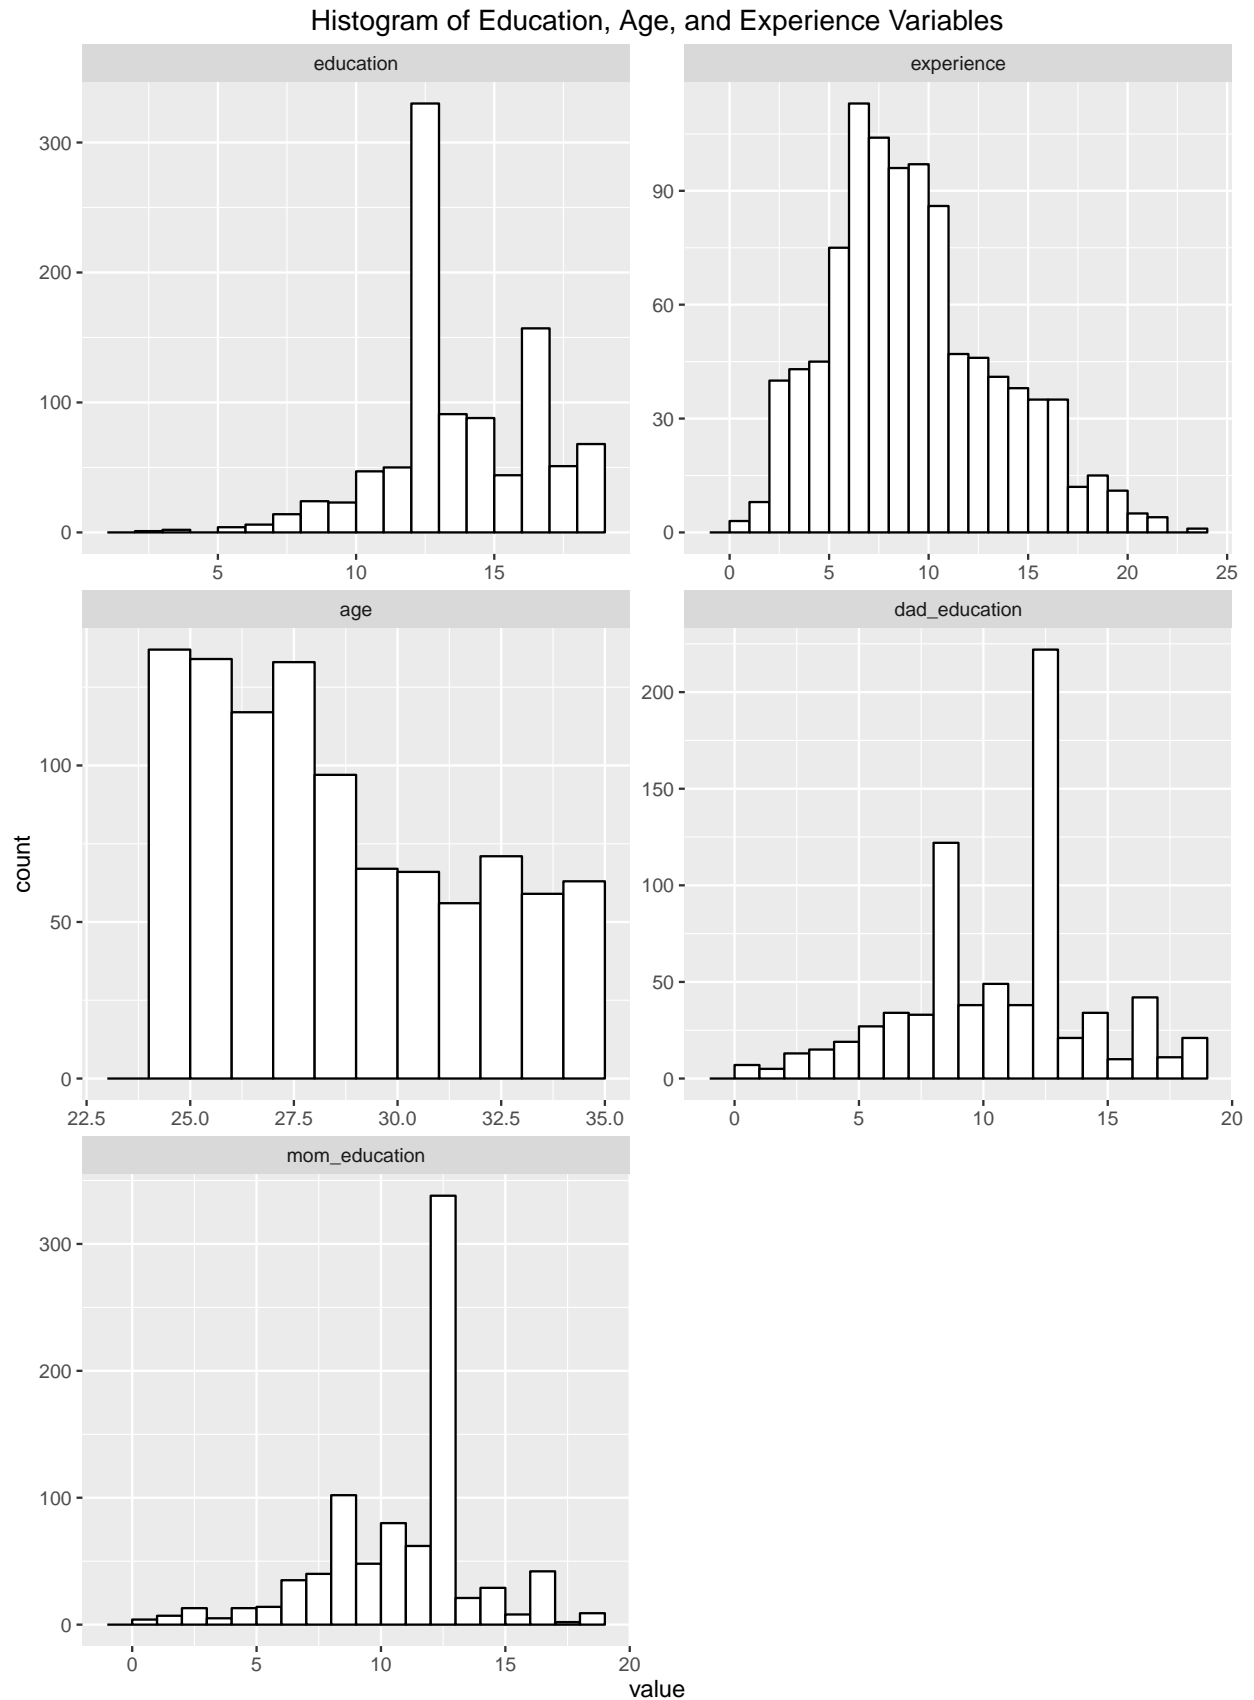 Histogram of Education, Age, and Experience Variables
education
experience
300
200
100
0
5 10 15
90
60
30
0
0 5 10 15 20 25
age
dad_education
100
50
0
22.5 25.0 27.5 30.0 32.5 35.0
200
150
100
50
0
0 5 10 15 20
mom_education
300
200
100
0
0 5 10 15 20
count
value